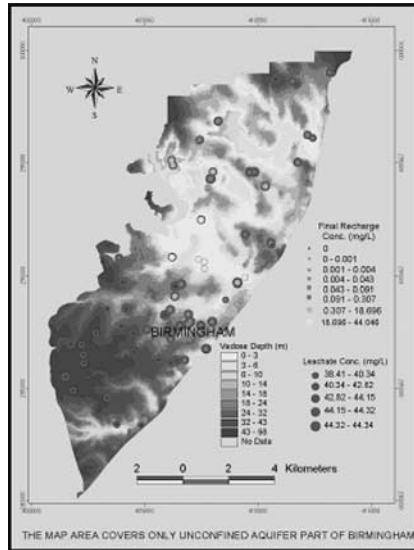 N
W E
S
Final Recharge
Conc. (mg/L)
0
0 - 0.001
0.001 - 0.004
0.004 - 0.043
0.043 - 0.091
0.091 - 0.307
0.307 - 18.696
18.696 - 44.046
BIRMINGHAM
Vadose Depth (m)
0 - 3
3 - 6
6 - 10
10 - 14
14 - 18
18 - 24
24 - 32
32 - 43
43 - 98
No Data
Leachate Conc. (mg/L)
38.41 - 40.34
40.34 - 42.82
42.82 - 44.15
44.15 - 44.32
44.32 - 44.34
2 0 2 4 Kilometers
THE MAP AREA COVERS ONLY UNCONFINED AQUIFER PART OF BIRMINGHAM